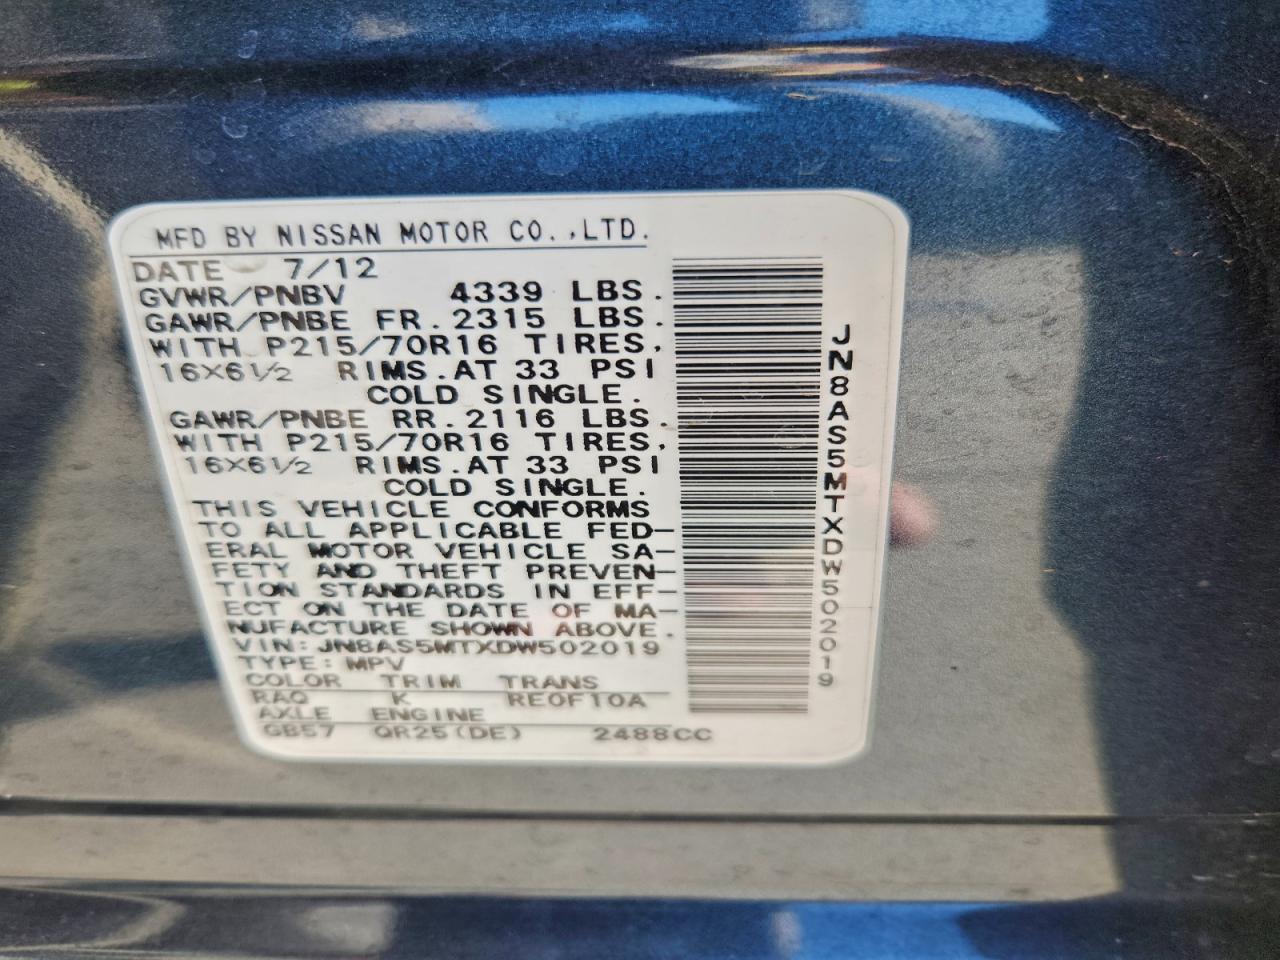 MFD BY NISSAN MOTOR CO.,LTD.
DATE 7/12
GVWR/PNBV 4339 LBS.
GAWR/PNBE FR. 2315 LBS.
WITH P215/70R16 TIRES,
16X6 1/2 RIMS. AT 33 PSI
COLD SINGLE.
GAWR/PNBE RR. 2116 LBS.
WITH P215/70R16 TIRES,
16X6 1/2 RIMS. AT 33 PSI
COLD SINGLE.
THIS VEHICLE CONFORMS
TO ALL APPLICABLE FED-
ERAL MOTOR VEHICLE SA-
FETY AND THEFT PREVEN-
TION STANDARDS IN EFF-
ECT ON THE DATE OF MA-
NUFACTURE SHOWN ABOVE.
VIN: JN8AS5MTXDW502019
TYPE: MPV
COLOR TRIM TRANS
RAQ K RE0F10A
AXLE ENGINE
GB57 QR25(DE) 2488CC
JN8AS5MTXDW502019